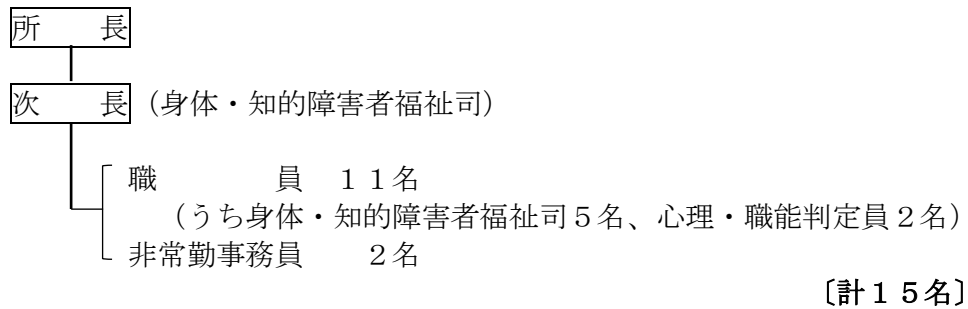 所　　長
次　　長（身体・知的障害者福祉司）
職　　　　員　１１名
（うち身体・知的障害者福祉司５名、心理・職能判定員２名）
非常勤事務員　　２名
〔計１５名〕